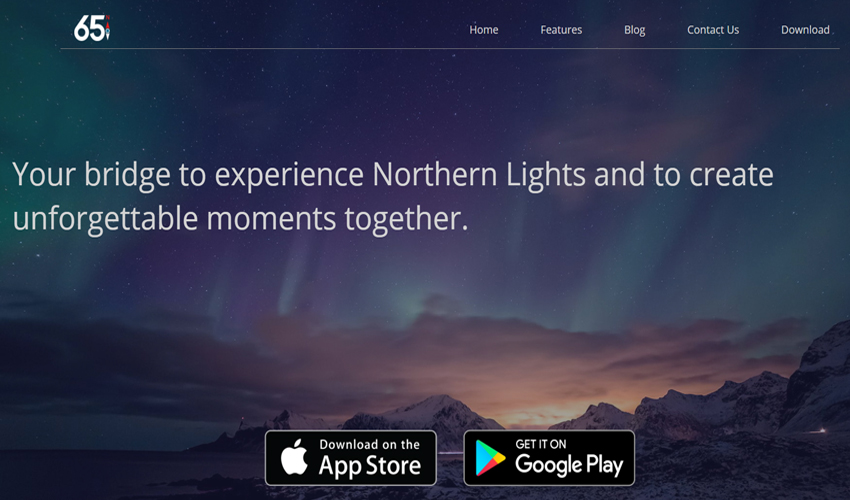 65
Home Features Blog Contact Us Download
Your bridge to experience Northern Lights and to create
unforgettable moments together.
Download on the
App Store
GET IT ON
Google Play